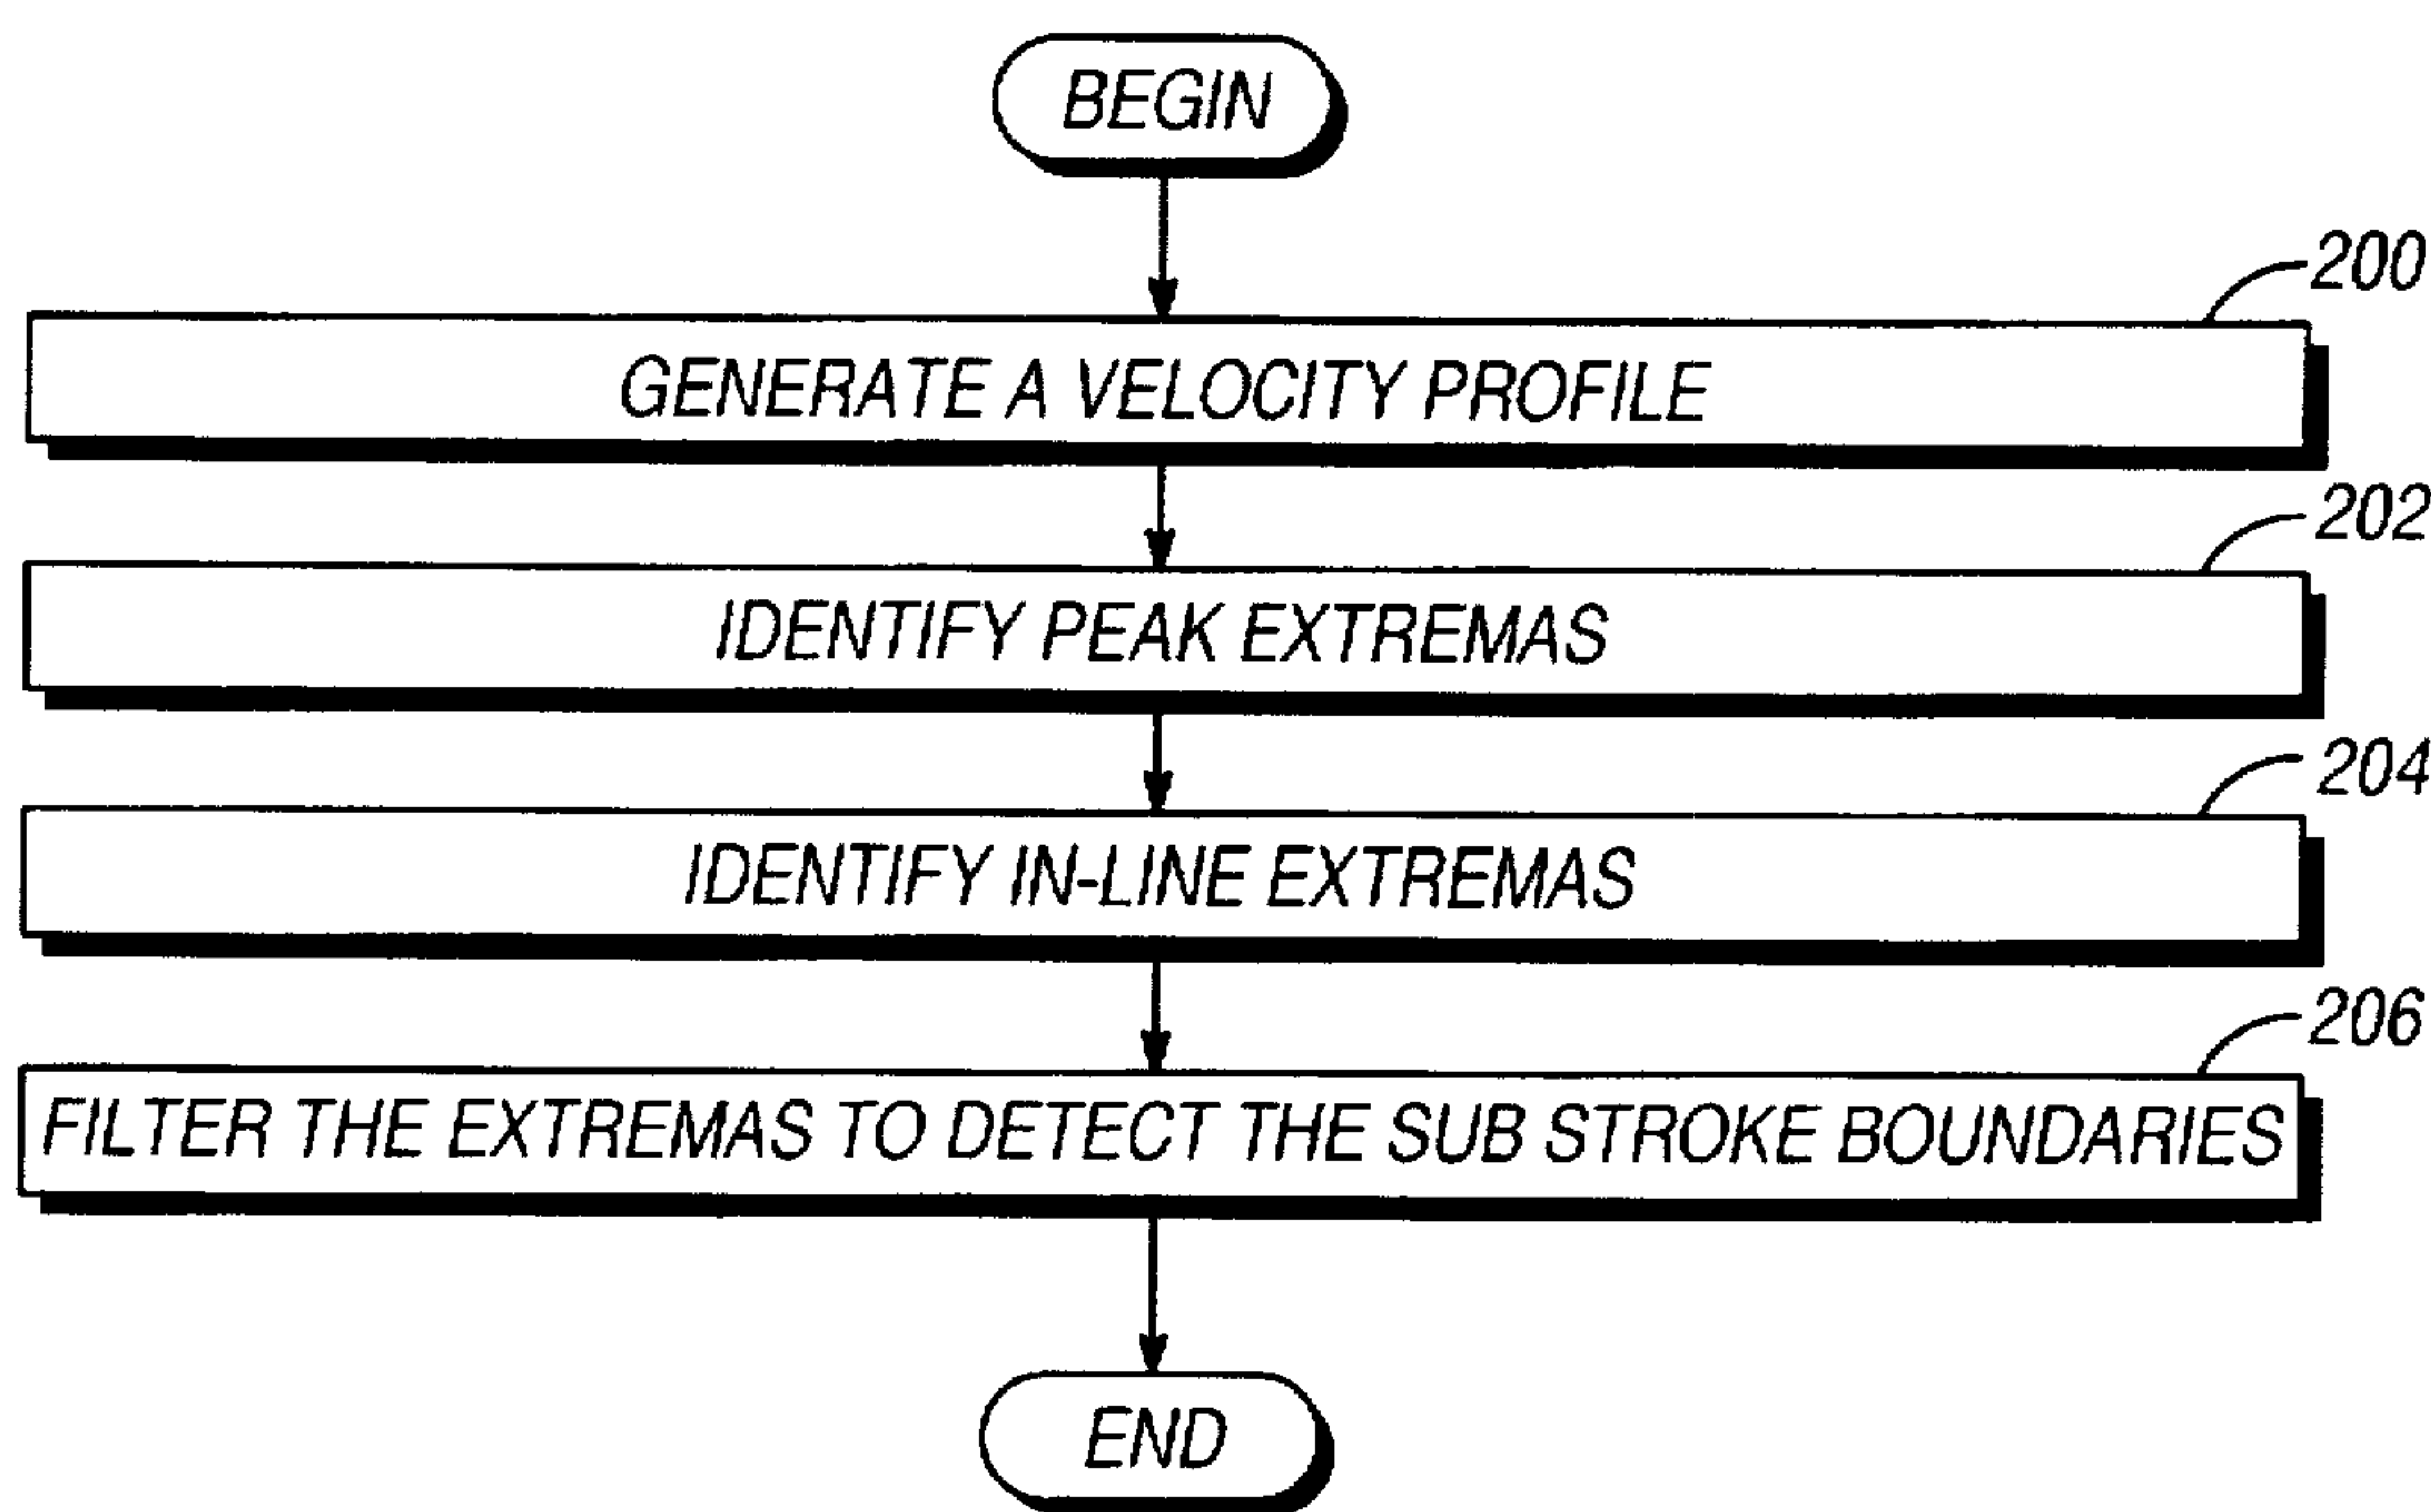 BEGIN
200
GENERATE A VELOCITY PROFILE
202
IDENTIFY PEAK EXTREMAS
204
IDENTIFY IN-LINE EXTREMAS
206
FILTER THE EXTREMAS TO DETECT THE SUB STROKE BOUNDARIES
END